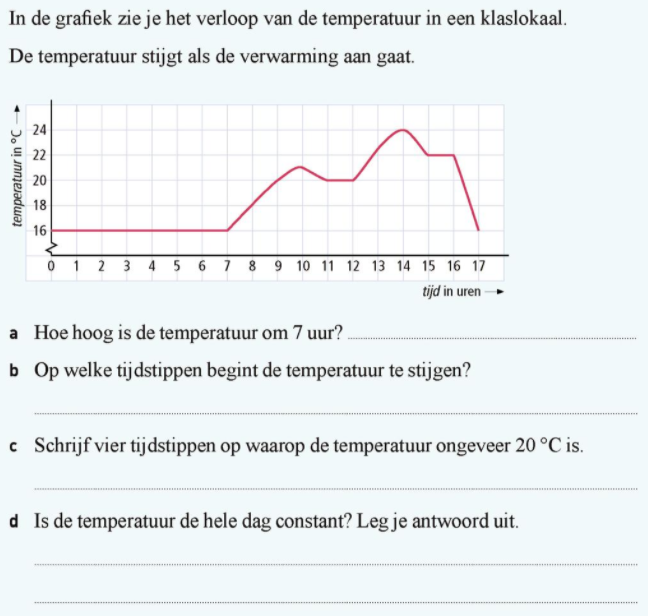 In de grafiek zie je het verloop van de temperatuur in een klaslokaal.
De temperatuur stijgt als de verwarming aan gaat.
temperatuur in °C
24
22
20
18
16
0 1 2 3 4 5 6 7 8 9 10 11 12 13 14 15 16 17
tijd in uren
a Hoe hoog is de temperatuur om 7 uur?
b Op welke tijdstippen begint de temperatuur te stijgen?
c Schrijf vier tijdstippen op waarop de temperatuur ongeveer 20 °C is.
d Is de temperatuur de hele dag constant? Leg je antwoord uit.